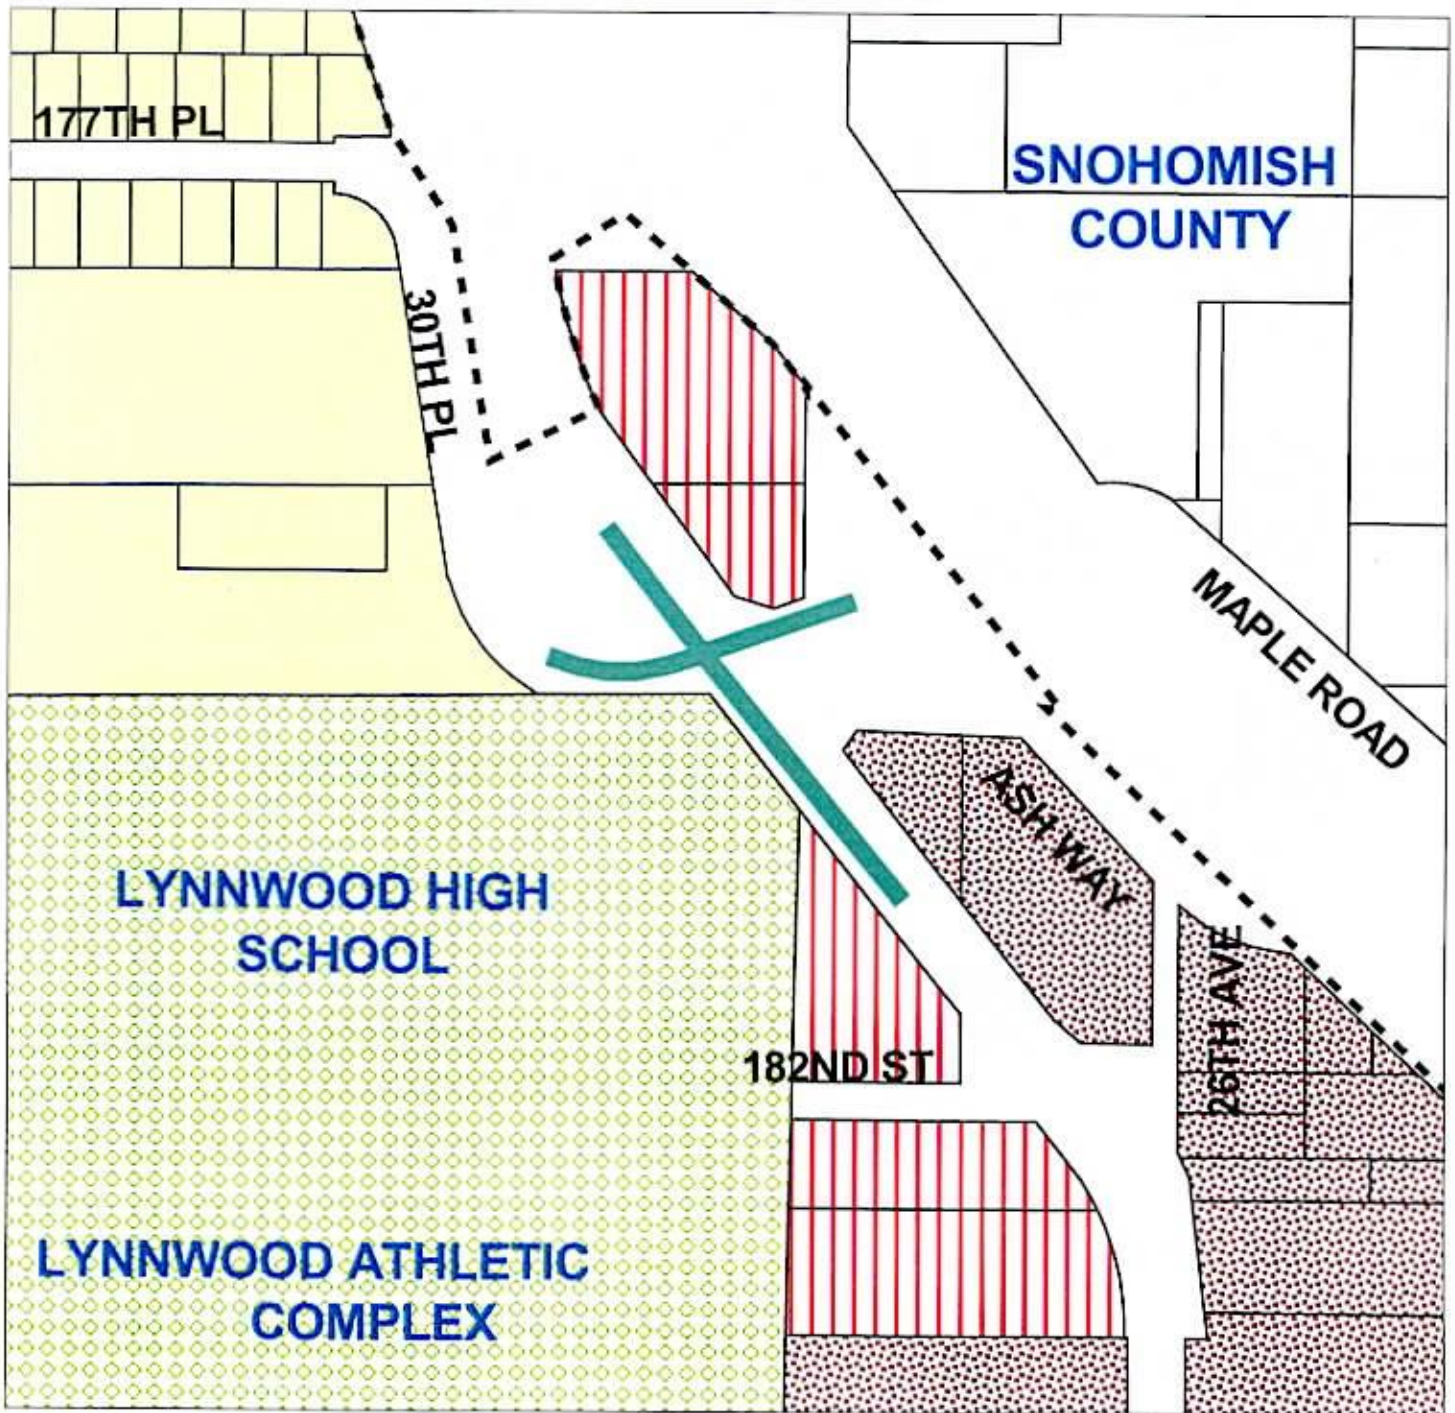 177TH PL
SNOHOMISH
COUNTY
30TH PL
MAPLE ROAD
ASH WAY
LYNNWOOD HIGH
SCHOOL
26TH AVE
182ND ST
LYNNWOOD ATHLETIC
COMPLEX